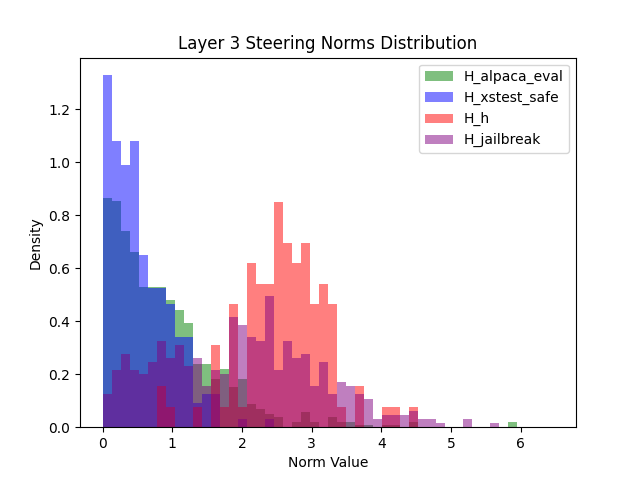 Layer 3 Steering Norms Distribution
H_alpaca_eval
H_xstest_safe
H_h
H_jailbreak
1.2
1.0
0.8
0.6
0.4
0.2
0.0
Density
0 1 2 3 4 5 6
Norm Value